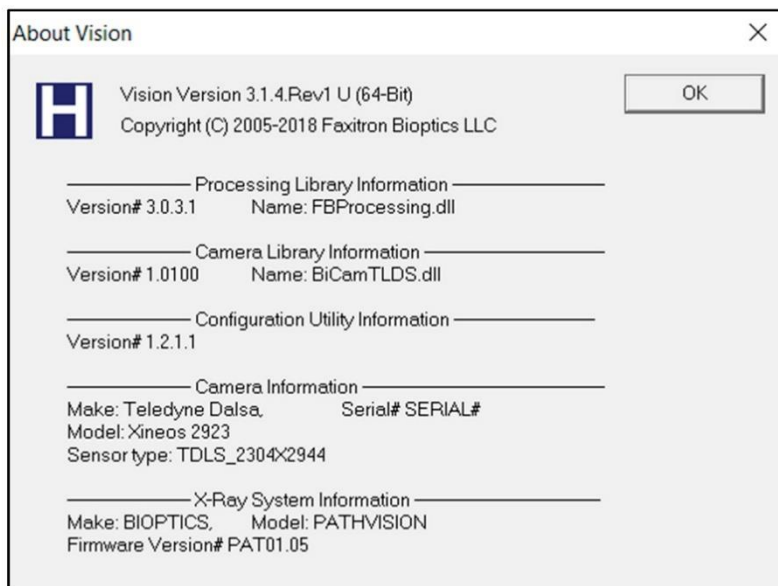 About Vision
H
Vision Version 3.1.4.Rev1 U (64-Bit)
OK
Copyright (C) 2005-2018 Faxitron Bioptics LLC
Processing Library Information
Version# 3.0.3.1 Name: FBProcessing.dll
Camera Library Information
Version# 1.0100 Name: BiCamTLDS.dll
Configuration Utility Information
Version# 1.2.1.1
Camera Information
Make: Teledyne Dalsa, Serial# SERIAL#
Model: Xineos 2923
Sensor type: TDLS_2304X2944
X-Ray System Information
Make: BIOPTICS, Model: PATHVISION
Firmware Version# PAT01.05